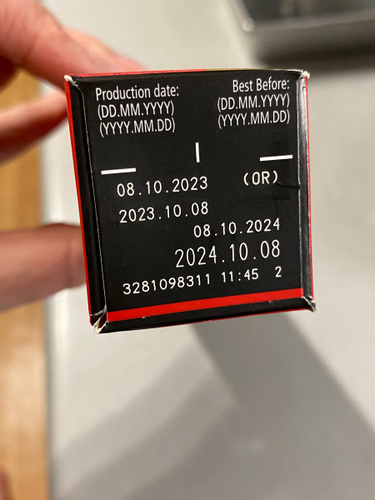 Production date:
(DD.MM.YYYY)
(YYYY.MM.DD)
Best Before:
(DD.MM.YYYY)
(YYYY.MM.DD)
08.10.2023 (OR)
2023.10.08
08.10.2024
2024.10.08
3281098311 11:45 2